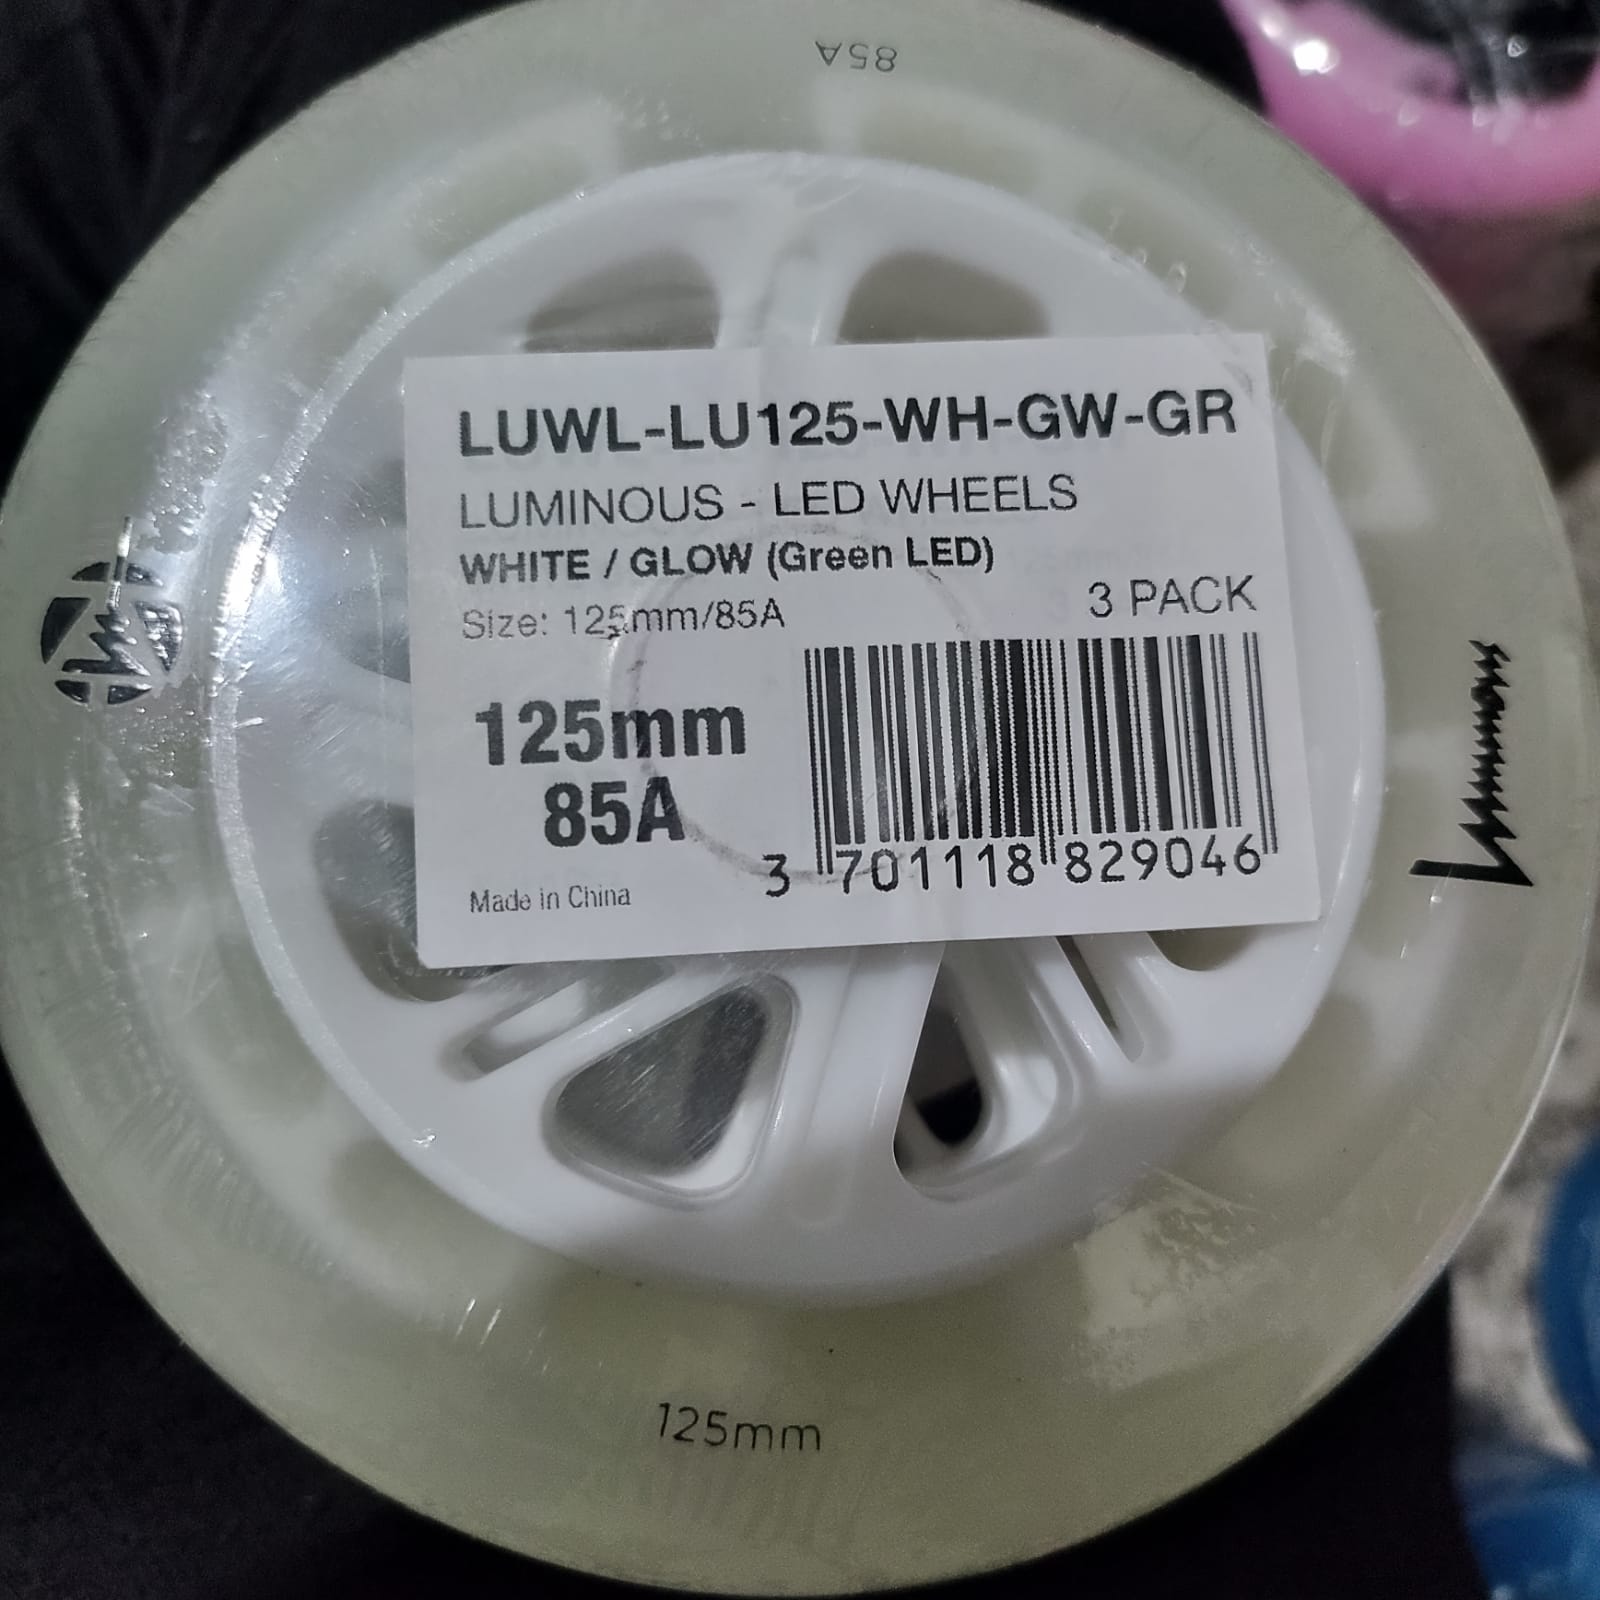 85A
LUWL-LU125-WH-GW-GR
LUMINOUS - LED WHEELS
WHITE / GLOW (Green LED)
Size: 125mm/85A
3 PACK
125mm
85A
3 701118 829046
Made in China
Luminous
125mm